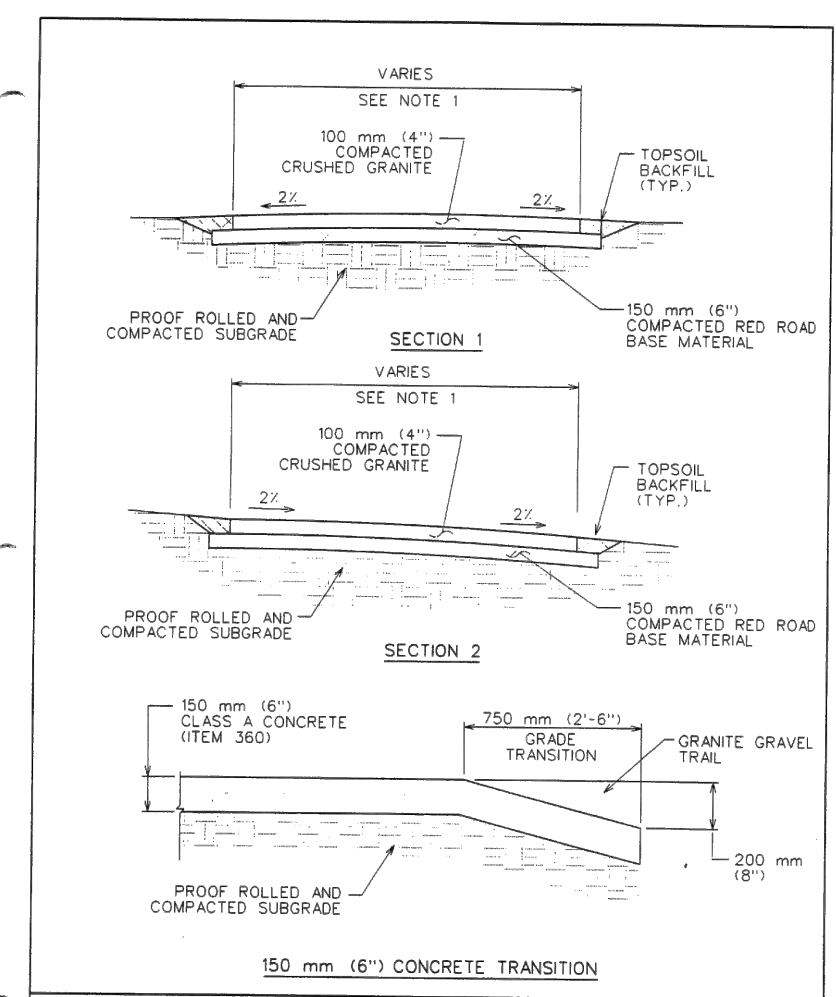 VARIES
SEE NOTE 1
100 mm (4")
COMPACTED
CRUSHED GRANITE
TOPSOIL
BACKFILL
(TYP.)
2%
2%
PROOF ROLLED AND
COMPACTED SUBGRADE
150 mm (6")
COMPACTED RED ROAD
BASE MATERIAL
SECTION 1
VARIES
SEE NOTE 1
100 mm (4")
COMPACTED
CRUSHED GRANITE
TOPSOIL
BACKFILL
(TYP.)
2%
2%
PROOF ROLLED AND
COMPACTED SUBGRADE
150 mm (6")
COMPACTED RED ROAD
BASE MATERIAL
SECTION 2
150 mm (6")
CLASS A CONCRETE
(ITEM 360)
750 mm (2'-6")
GRADE
TRANSITION
GRANITE GRAVEL
TRAIL
200 mm
(8")
PROOF ROLLED AND
COMPACTED SUBGRADE
150 mm (6") CONCRETE TRANSITION